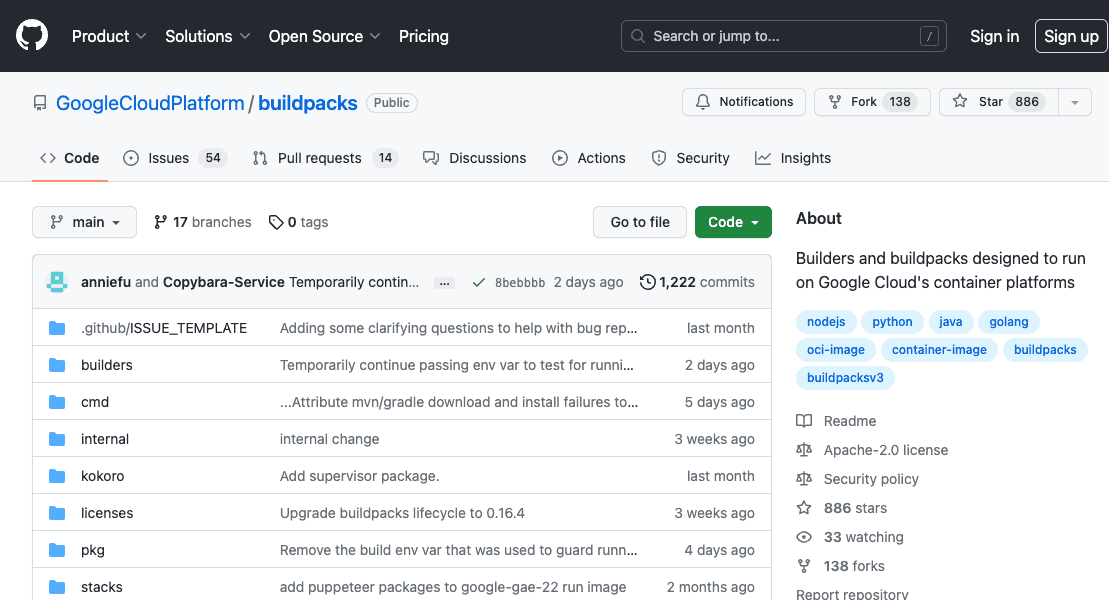 Product Solutions Open Source Pricing Search or jump to... / Sign in Sign up
GoogleCloudPlatform / buildpacks Public Notifications Fork 138 Star 886
Code Issues 54 Pull requests 14 Discussions Actions Security Insights
main 17 branches 0 tags Go to file Code
anniefu and Copybara-Service Temporarily contin... ... 8bebbbb 2 days ago 1,222 commits
.github/ISSUE_TEMPLATE Adding some clarifying questions to help with bug rep... last month
builders Temporarily continue passing env var to test for runni... 2 days ago
cmd ...Attribute mvn/gradle download and install failures to... 5 days ago
internal internal change 3 weeks ago
kokoro Add supervisor package. last month
licenses Upgrade buildpacks lifecycle to 0.16.4 3 weeks ago
pkg Remove the build env var that was used to guard runn... 4 days ago
stacks add puppeteer packages to google-gae-22 run image 2 months ago
About
Builders and buildpacks designed to run
on Google Cloud's container platforms
nodejs python java golang
oci-image container-image buildpacks
buildpacksv3
Readme
Apache-2.0 license
Security policy
886 stars
33 watching
138 forks
Report repository